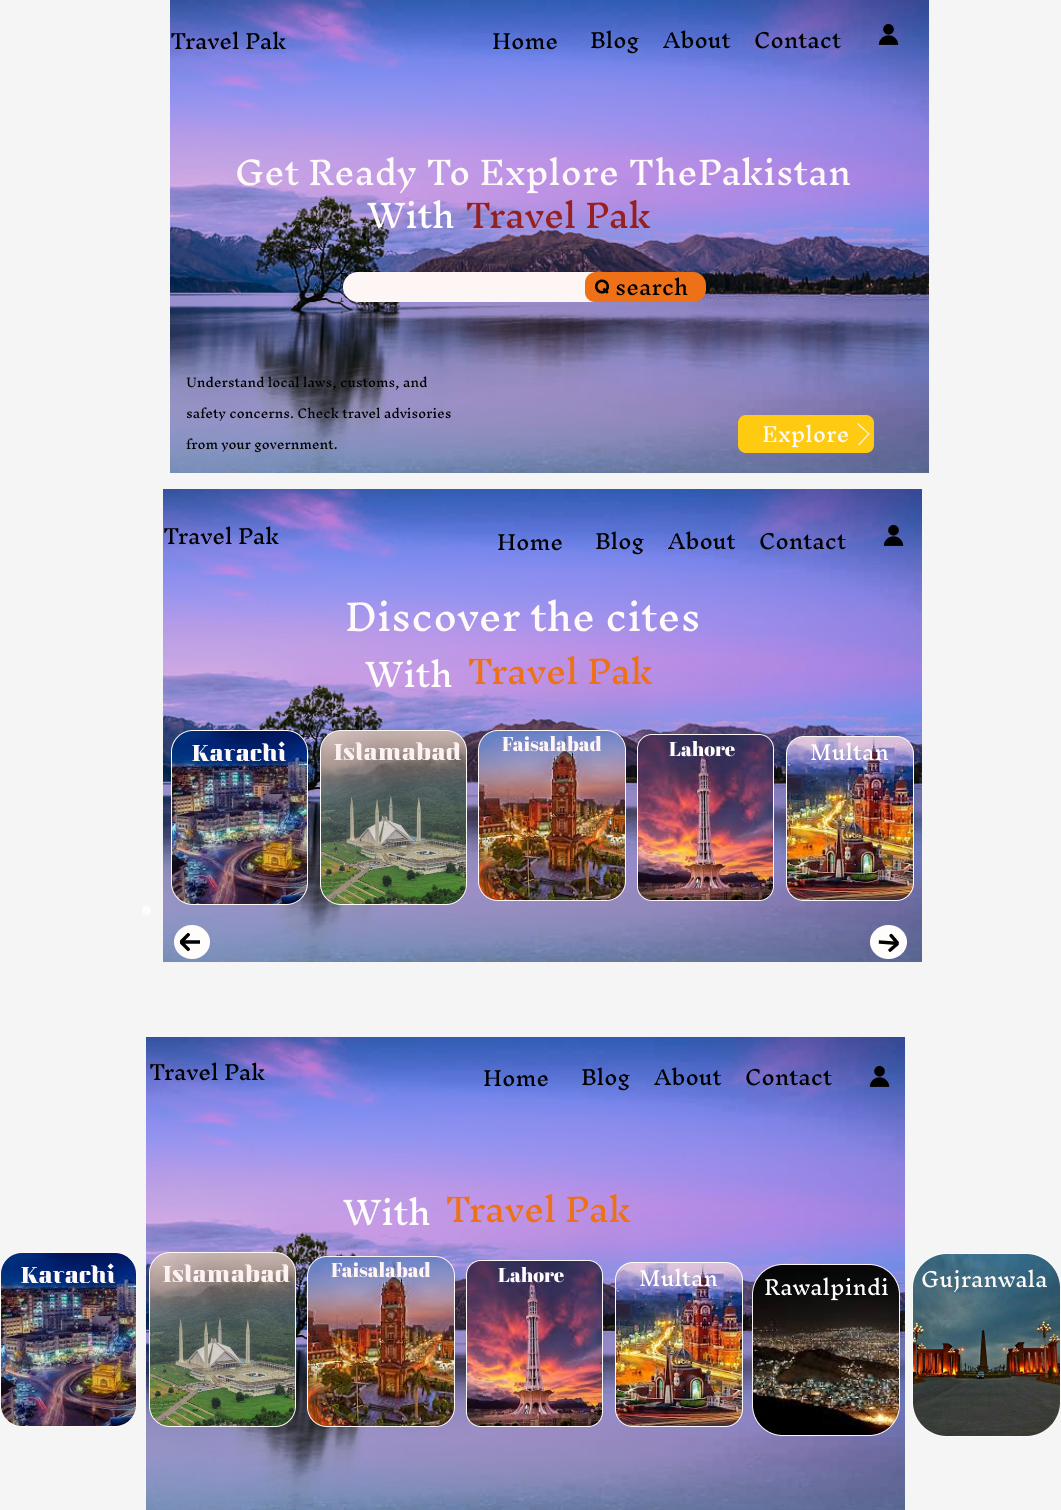 Travel Pak
Home Blog About Contact
Get Ready To Explore ThePakistan
With Travel Pak
search
Understand local laws, customs, and
safety concerns. Check travel advisories
from your government.
Explore
Travel Pak
Home Blog About Contact
Discover the cites
With Travel Pak
Karachi Islamabad Faisalabad Lahore Multan
Travel Pak
Home Blog About Contact
With Travel Pak
Karachi Islamabad Faisalabad Lahore Multan Rawalpindi Gujranwala